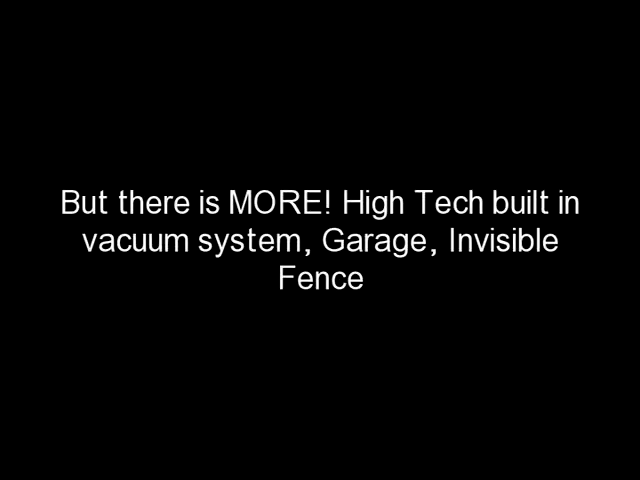 But there is MORE! High Tech built in
vacuum system, Garage, Invisible
Fence